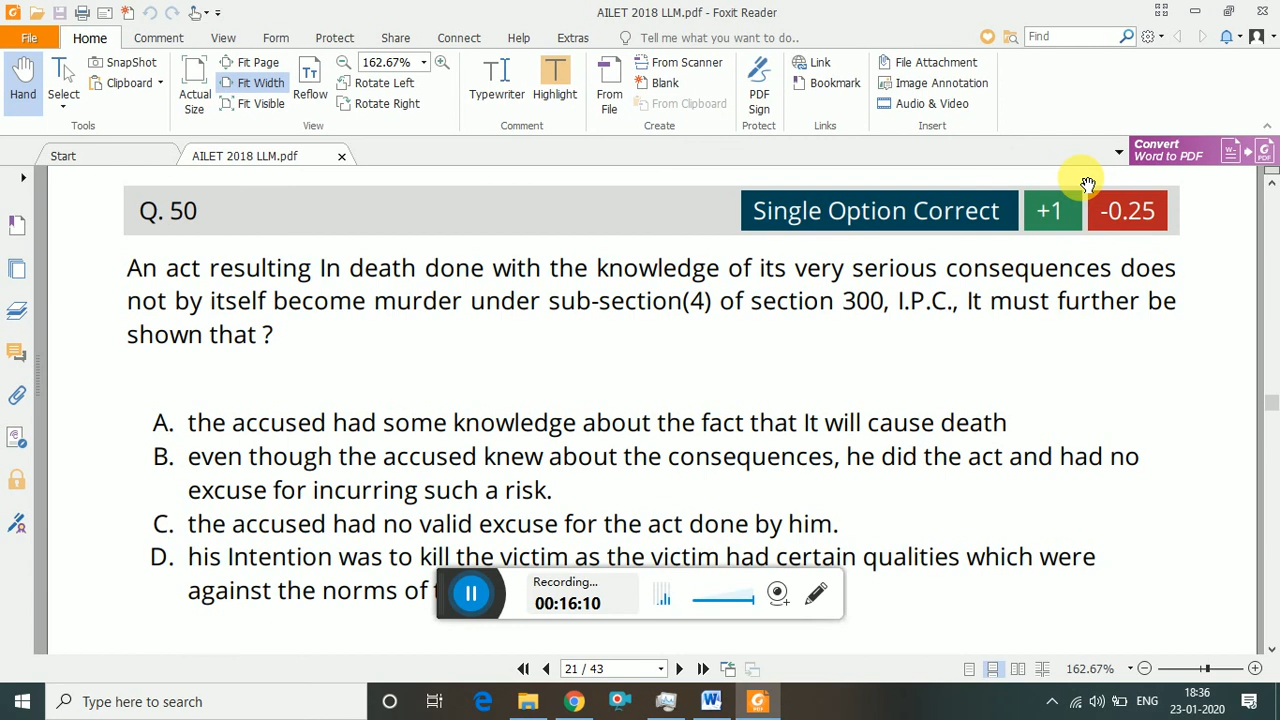 AILET 2018 LLM.pdf - Foxit Reader
File Home Comment View Form Protect Share Connect Help Extras Tell me what you want to do.. Find
Hand
Select
SnapShot
Clipboard
Tools
Actual Size
Fit Page
Fit Width
Fit Visible
Reflow
162.67%
Rotate Left
Rotate Right
View
Typewriter
Highlight
Comment
From File
From Scanner
Blank
From Clipboard
Create
PDF Sign
Protect
Link
Bookmark
Links
File Attachment
Image Annotation
Audio & Video
Insert
Start
AILET 2018 LLM.pdf
Convert
Word to PDF
Q. 50 Single Option Correct +1 -0.25
An act resulting In death done with the knowledge of its very serious consequences does
not by itself become murder under sub-section(4) of section 300, I.P.C., It must further be
shown that ?
A. the accused had some knowledge about the fact that It will cause death
B. even though the accused knew about the consequences, he did the act and had no
excuse for incurring such a risk.
C. the accused had no valid excuse for the act done by him.
D. his Intention was to kill the victim as the victim had certain qualities which were
against the norms of
Recording...
00:16:10
21 / 43
162.67%
Type here to search
ENG
18:36
23-01-2020